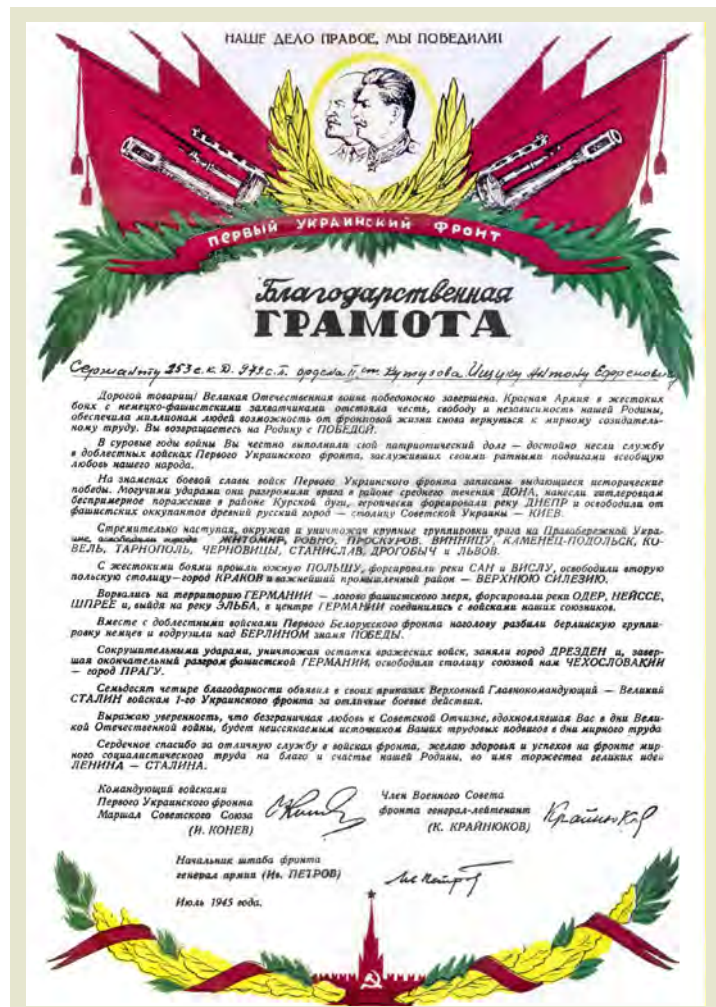 НАШЕ ДЕЛО ПРАВОЕ, МЫ ПОБЕДИЛИ!
ПЕРВЫЙ УКРАИНСКИЙ ФРОНТ
Благодарственная
ГРАМОТА
Сержанту 253 с.к.Д. 979 с.п. ордена II ст. Кутузова Ищуку Антону
Дорогой товарищ! Великая Отечественная война победоносно завершена. Красная Армия в жестоких
боях с немецко-фашистскими захватчиками отстояла честь, свободу и независимость нашей Родины,
обеспечила миллионам людей возможность от фронтовой жизни снова вернуться к мирному созидатель-
ному труду. Вы возвращаетесь на Родину с ПОБЕДОЙ.
В суровые годы войны Вы честно выполнили свой патриотический долг — достойно несли службу
в доблестных войсках Первого Украинского фронта, заслуживших своими ратными подвигами всеобщую
любовь нашего народа.
На знаменах боевой славы войск Первого Украинского фронта записаны выдающиеся исторические
победы. Могучими ударами они разгромили врага в районе среднего течения ДОНА, нанесли гитлеровцам
беспримерное поражение в районе Курской дуги, героически форсировали реку ДНЕПР и освободили от
фашистских оккупантов древний русский город — столицу Советской Украины — КИЕВ.
Стремительно наступая, окружая и уничтожая крупные группировки врага на Правобережной Укра-
ине, освободили города — ЖИТОМИР, РОВНО, ПРОСКУРОВ, ВИННИЦУ, КАМЕНЕЦ-ПОДОЛЬСК, КО-
ВЕЛЬ, ТАРНОПОЛЬ, ЧЕРНОВИЦЫ, СТАНИСЛАВ, ДРОГОБЫЧ и ЛЬВОВ.
С жестокими боями прошли южную ПОЛЬШУ, форсировали реки САН и ВИСЛУ, освободили вторую
польскую столицу—город КРАКОВ и важнейший промышленный район — ВЕРХНЮЮ СИЛЕЗИЮ.
Ворвались на территорию ГЕРМАНИИ — логово фашистского зверя, форсировали реки ОДЕР, НЕЙССЕ,
ШПРЕЕ и, выйдя на реку ЭЛЬБА, в центре ГЕРМАНИИ соединились с войсками наших союзников.
Вместе с доблестными войсками Первого Белорусского фронта наголову разбили берлинскую группи-
ровку немцев и водрузили над БЕРЛИНОМ знамя ПОБЕДЫ.
Сокрушительными ударами, уничтожая остатки вражеских войск, заняли город ДРЕЗДЕН и, завер-
шая окончательный разгром фашистской ГЕРМАНИИ, освободили столицу союзной нам ЧЕХОСЛОВАКИИ
— город ПРАГУ.
Семьдесят четыре благодарности объявил в своих приказах Верховный Главнокомандующий — Великий
СТАЛИН войскам 1-го Украинского фронта за отличные боевые действия.
Выражаю уверенность, что безграничная любовь к Советской Отчизне, вдохновлявшая Вас в дни Вели-
кой Отечественной войны, будет неиссякаемым источником Ваших трудовых подвигов в дни мирного труда
Сердечное спасибо за отличную службу в войсках фронта, желаю здоровья и успехов на фронте мир-
ного социалистического труда на благо и счастье нашей Родины, во имя торжества великих идей
ЛЕНИНА — СТАЛИНА.
Командующий войсками
Первого Украинского фронта
Маршал Советского Союза
(И. КОНЕВ)
Член Военного Совета
фронта генерал-лейтенант
(К. КРАЙНЮКОВ)
Крайнюков
Начальник штаба фронта
генерал армии (Ив. ПЕТРОВ)
Ив Петров
Июль 1945 года.